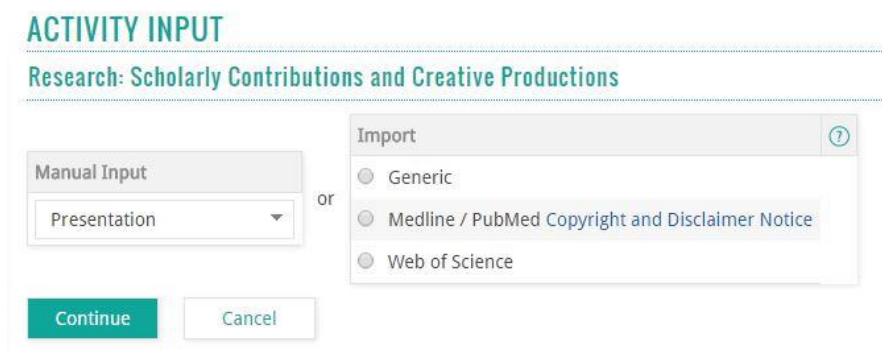 ACTIVITY INPUT
Research: Scholarly Contributions and Creative Productions
Manual Input
Presentation
or
Import ?
Generic
Medline / PubMed Copyright and Disclaimer Notice
Web of Science
Continue
Cancel